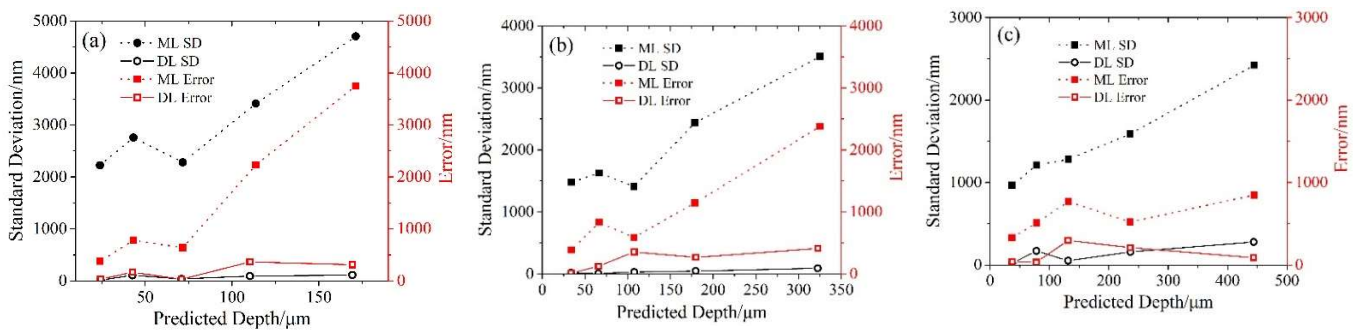 (a)
ML SD
DL SD
ML Error
DL Error
Standard Deviation/nm
5000
4000
3000
2000
1000
0
50
100
150
Predicted Depth/μm
5000
4000
3000
2000
1000
0
Error/nm
(b)
ML SD
DL SD
ML Error
DL Error
Standard Deviation/nm
4000
3000
2000
1000
0
0
50
100
150
200
250
300
350
Predicted Depth/μm
4000
3000
2000
1000
0
Error/nm
(c)
ML SD
DL SD
ML Error
DL Error
Standard Deviation/nm
3000
2000
1000
0
0
100
200
300
400
500
Predicted Depth/μm
3000
2000
1000
0
Error/nm